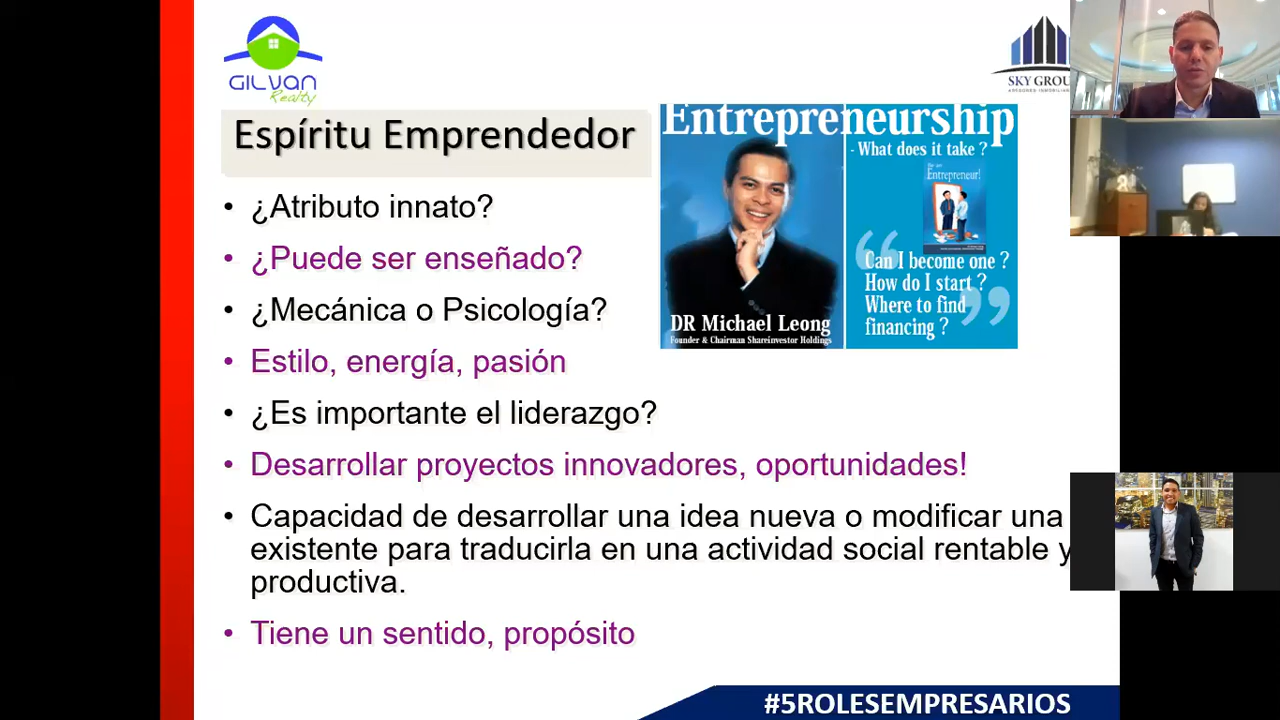 GILVAN
Realty
SKY GROU
ASESORES INMOBILIAR
Espíritu Emprendedor
• ¿Atributo innato?
• ¿Puede ser enseñado?
• ¿Mecánica o Psicología?
• Estilo, energía, pasión
• ¿Es importante el liderazgo?
• Desarrollar proyectos innovadores, oportunidades!
• Capacidad de desarrollar una idea nueva o modificar una
existente para traducirla en una actividad social rentable y
productiva.
• Tiene un sentido, propósito
Entrepreneurship
- What does it take ?
Entrepreneur!
“Can I become one ?
How do I start ?
Where to find
financing ?”
DR Michael Leong
Founder & Chairman Shareinvestor Holdings
#5ROLESEMPRESARIOS